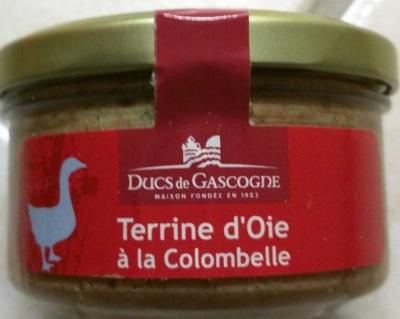 DUCS de GASCOGNE
MAISON FONDÉE EN 1953
Terrine d'Oie
à la Colombelle